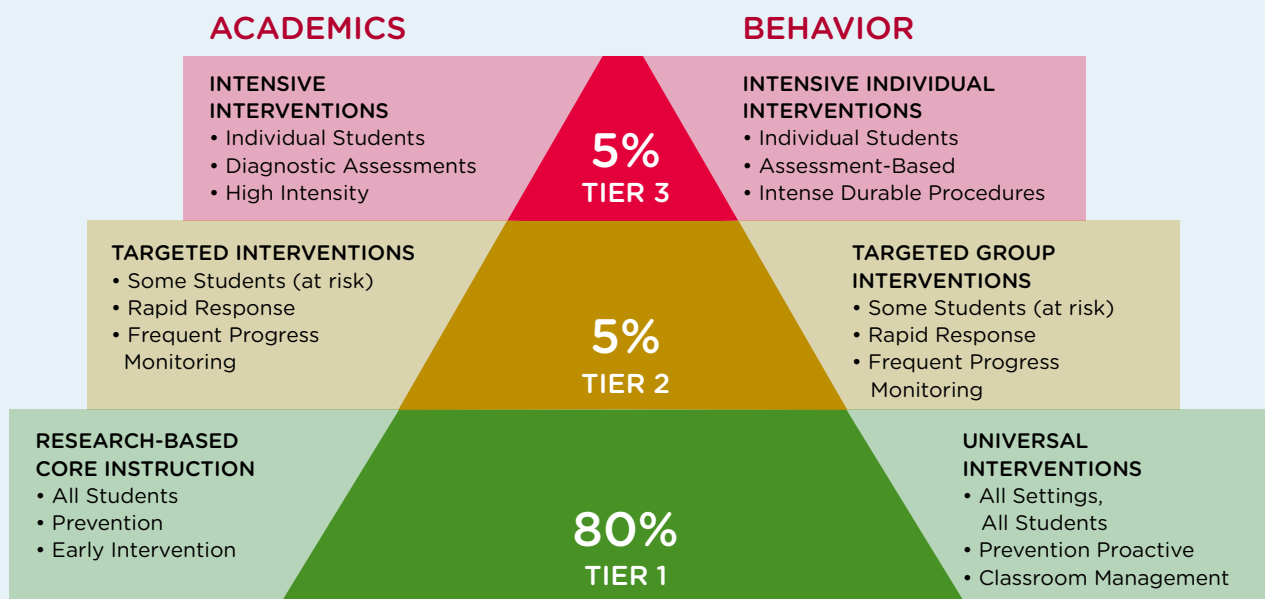 ACADEMICS
BEHAVIOR
INTENSIVE
INTERVENTIONS
• Individual Students
• Diagnostic Assessments
• High Intensity
5%
TIER 3
INTENSIVE INDIVIDUAL
INTERVENTIONS
• Individual Students
• Assessment-Based
• Intense Durable Procedures
TARGETED INTERVENTIONS
• Some Students (at risk)
• Rapid Response
• Frequent Progress
Monitoring
5%
TIER 2
TARGETED GROUP
INTERVENTIONS
• Some Students (at risk)
• Rapid Response
• Frequent Progress
Monitoring
RESEARCH-BASED
CORE INSTRUCTION
• All Students
• Prevention
• Early Intervention
80%
TIER 1
UNIVERSAL
INTERVENTIONS
• All Settings,
All Students
• Prevention Proactive
• Classroom Management